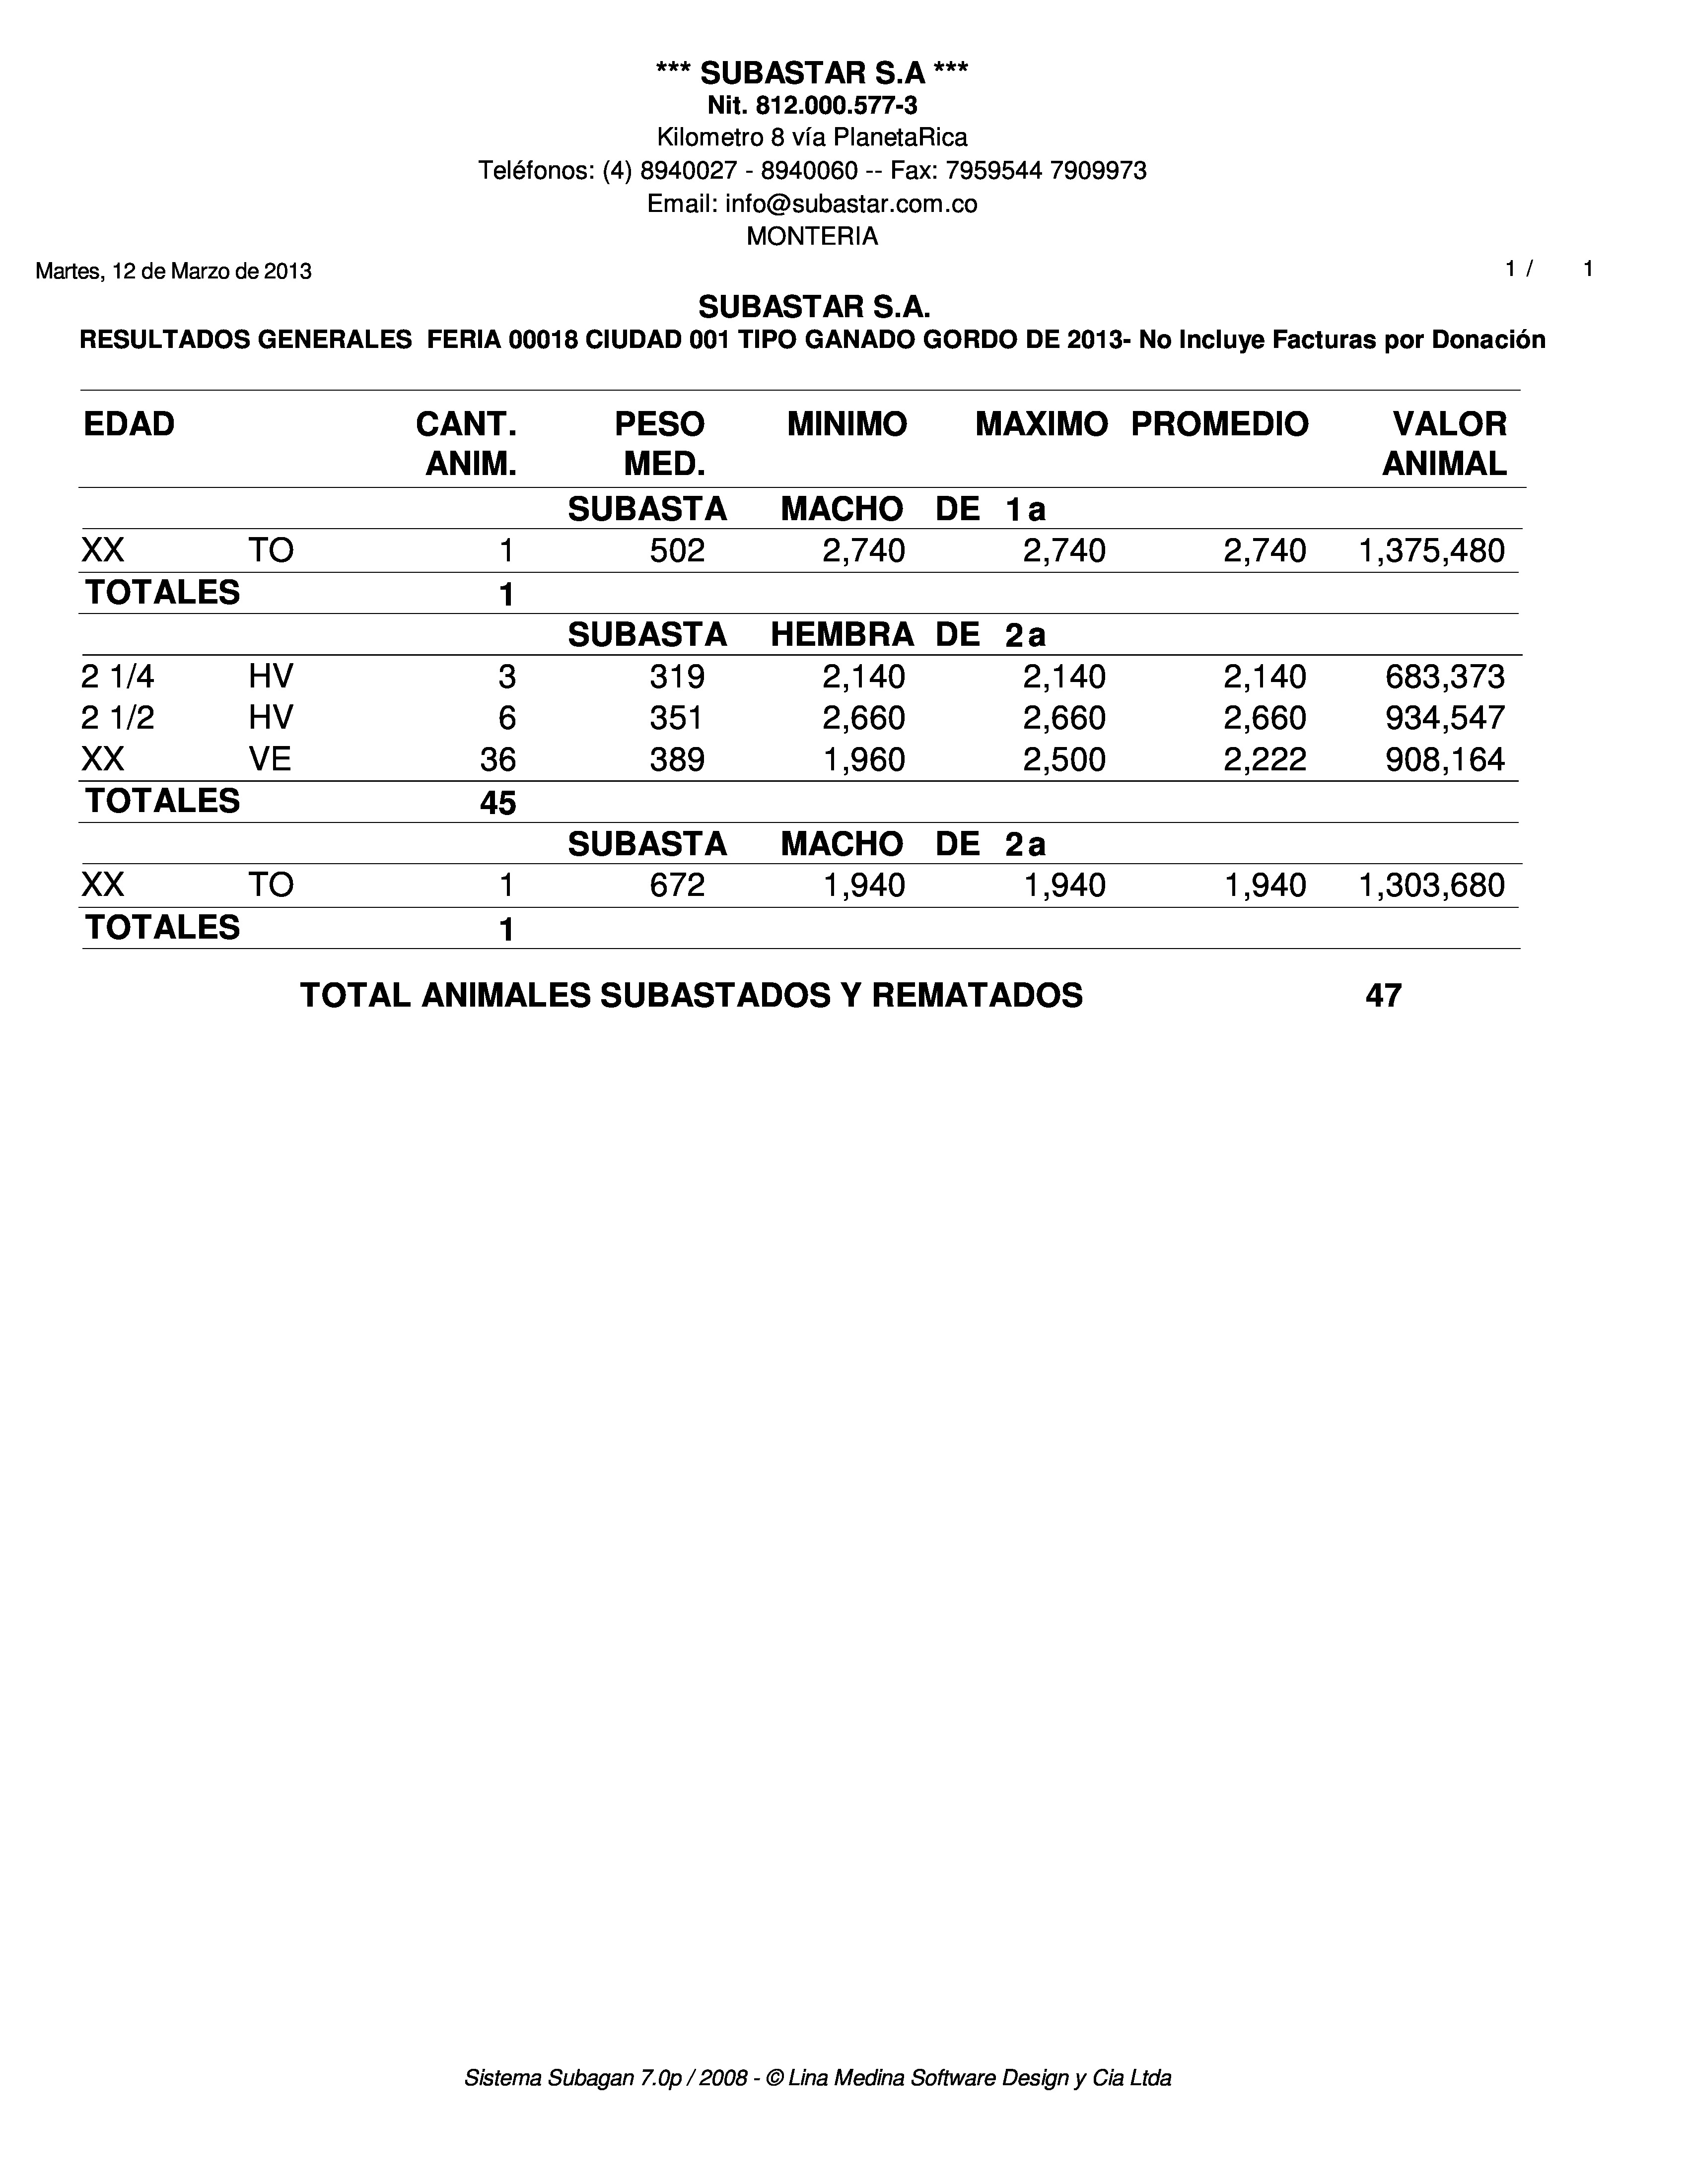 *** SUBASTAR S.A ***
Nit. 812.000.577-3
Kilometro 8 vía PlanetaRica
Teléfonos: (4) 8940027 - 8940060 -- Fax: 7959544 7909973
Email: info@subastar.com.co
MONTERIA
Martes, 12 de Marzo de 2013 1 / 1
SUBASTAR S.A.
RESULTADOS GENERALES FERIA 00018 CIUDAD 001 TIPO GANADO GORDO DE 2013- No Incluye Facturas por Donación
EDAD CANT. PESO MINIMO MAXIMO PROMEDIO VALOR
ANIM. MED. ANIMAL
SUBASTA MACHO DE 1a
XX TO 1 502 2,740 2,740 2,740 1,375,480
TOTALES 1
SUBASTA HEMBRA DE 2a
2 1/4 HV 3 319 2,140 2,140 2,140 683,373
2 1/2 HV 6 351 2,660 2,660 2,660 934,547
XX VE 36 389 1,960 2,500 2,222 908,164
TOTALES 45
SUBASTA MACHO DE 2a
XX TO 1 672 1,940 1,940 1,940 1,303,680
TOTALES 1
TOTAL ANIMALES SUBASTADOS Y REMATADOS 47
Sistema Subagan 7.0p / 2008 - © Lina Medina Software Design y Cia Ltda